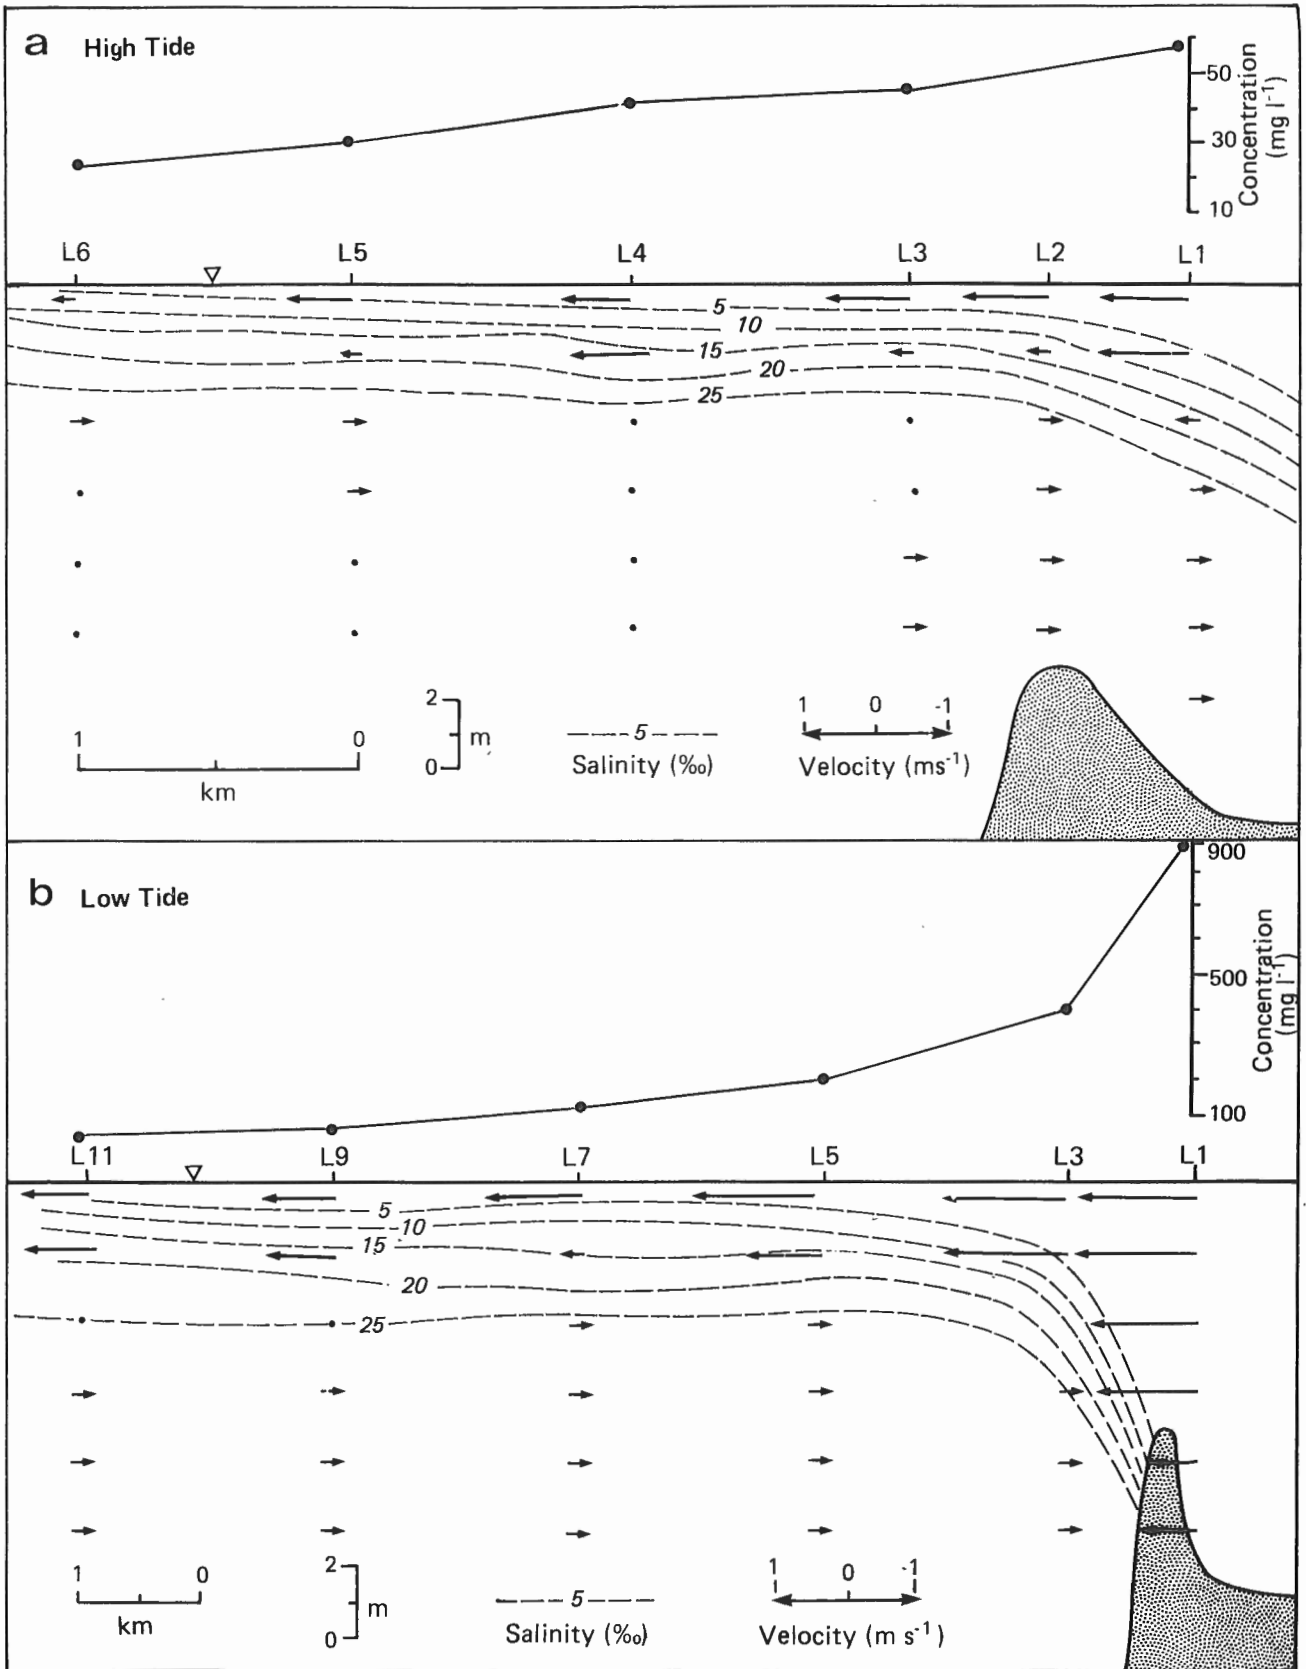 a High Tide
50
30
10
Concentration
(mg l⁻¹)
L6 L5 L4 L3 L2 L1
5
10
15
20
25
1 0
km
2
0
m
5
Salinity (‰)
1 0 -1
Velocity (ms⁻¹)
b Low Tide
900
500
100
Concentration
(mg l⁻¹)
L11 L9 L7 L5 L3 L1
5
10
15
20
25
1 0
km
2
0
m
5
Salinity (‰)
1 0 -1
Velocity (m s⁻¹)